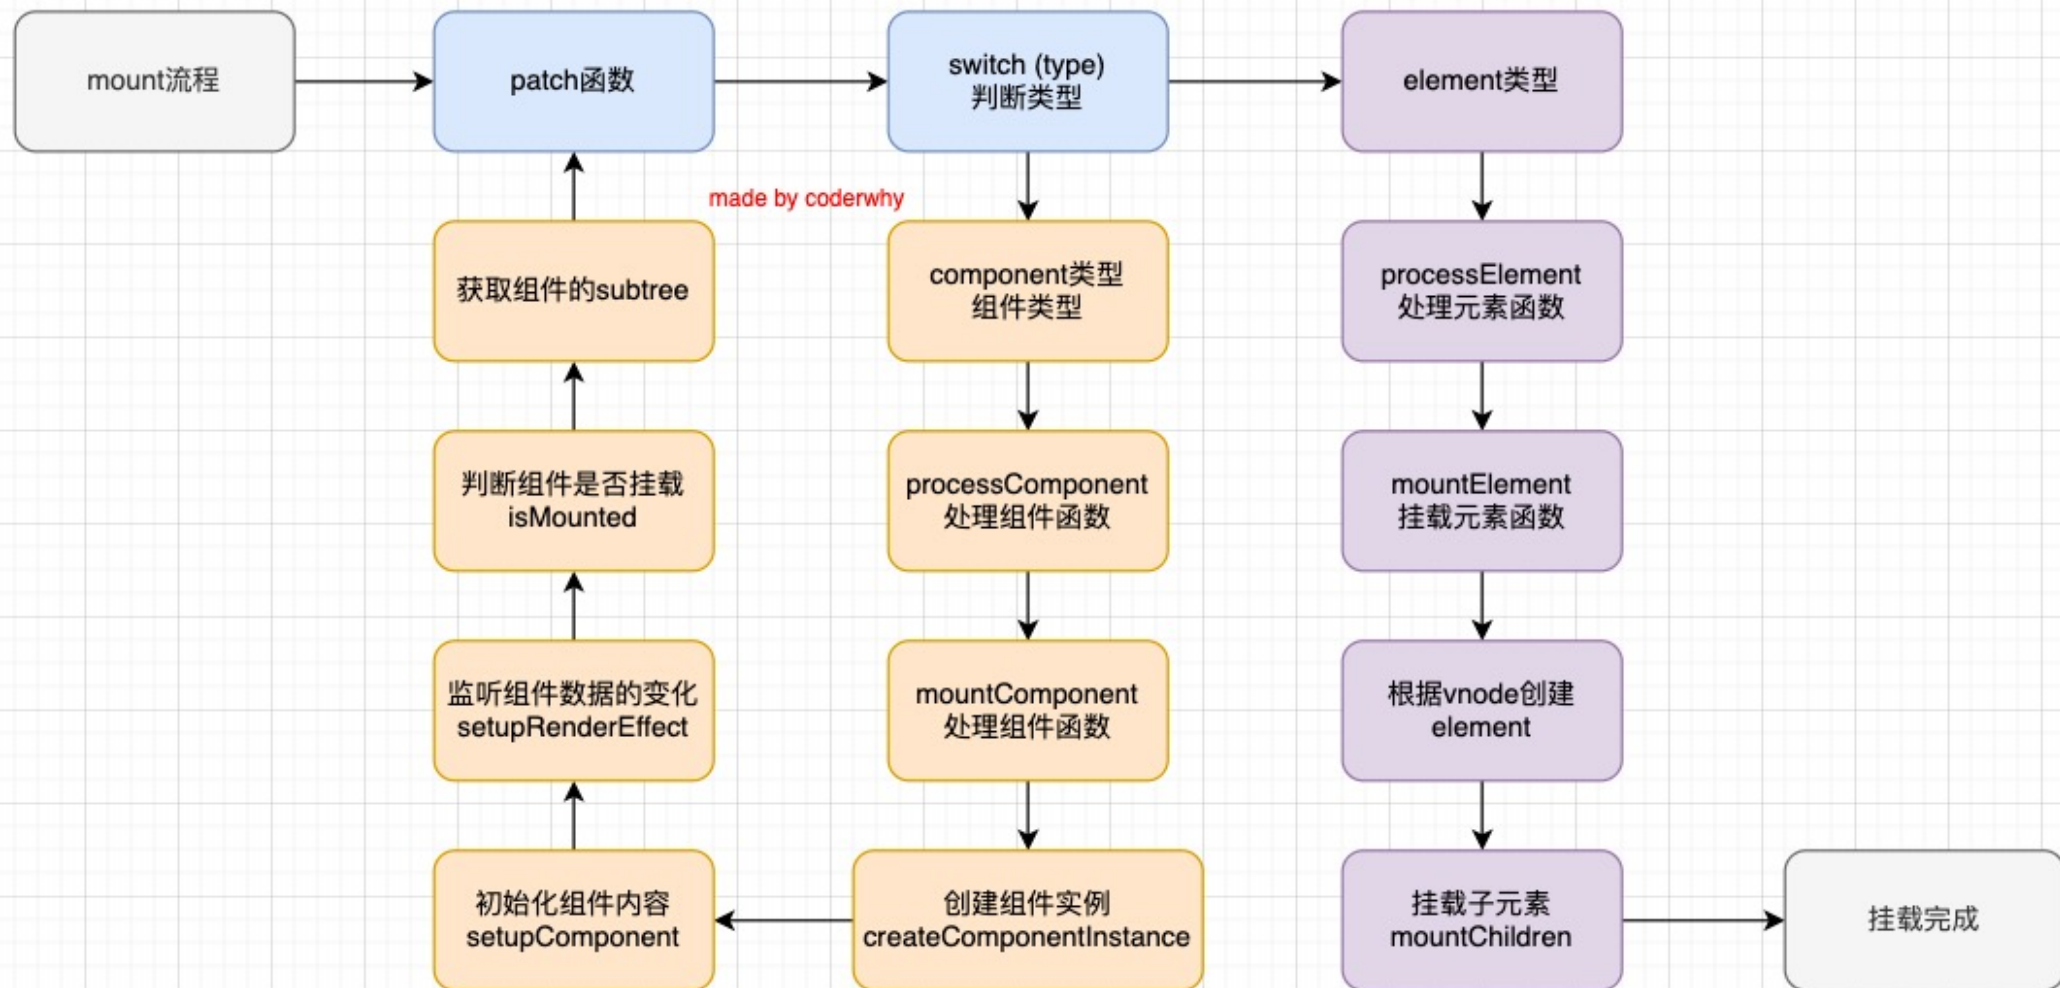 mount流程
patch函数
switch (type)
判断类型
element类型
made by coderwhy
获取组件的subtree
component类型
组件类型
processElement
处理元素函数
判断组件是否挂载
isMounted
processComponent
处理组件函数
mountElement
挂载元素函数
监听组件数据的变化
setupRenderEffect
mountComponent
处理组件函数
根据vnode创建
element
初始化组件内容
setupComponent
创建组件实例
createComponentInstance
挂载子元素
mountChildren
挂载完成